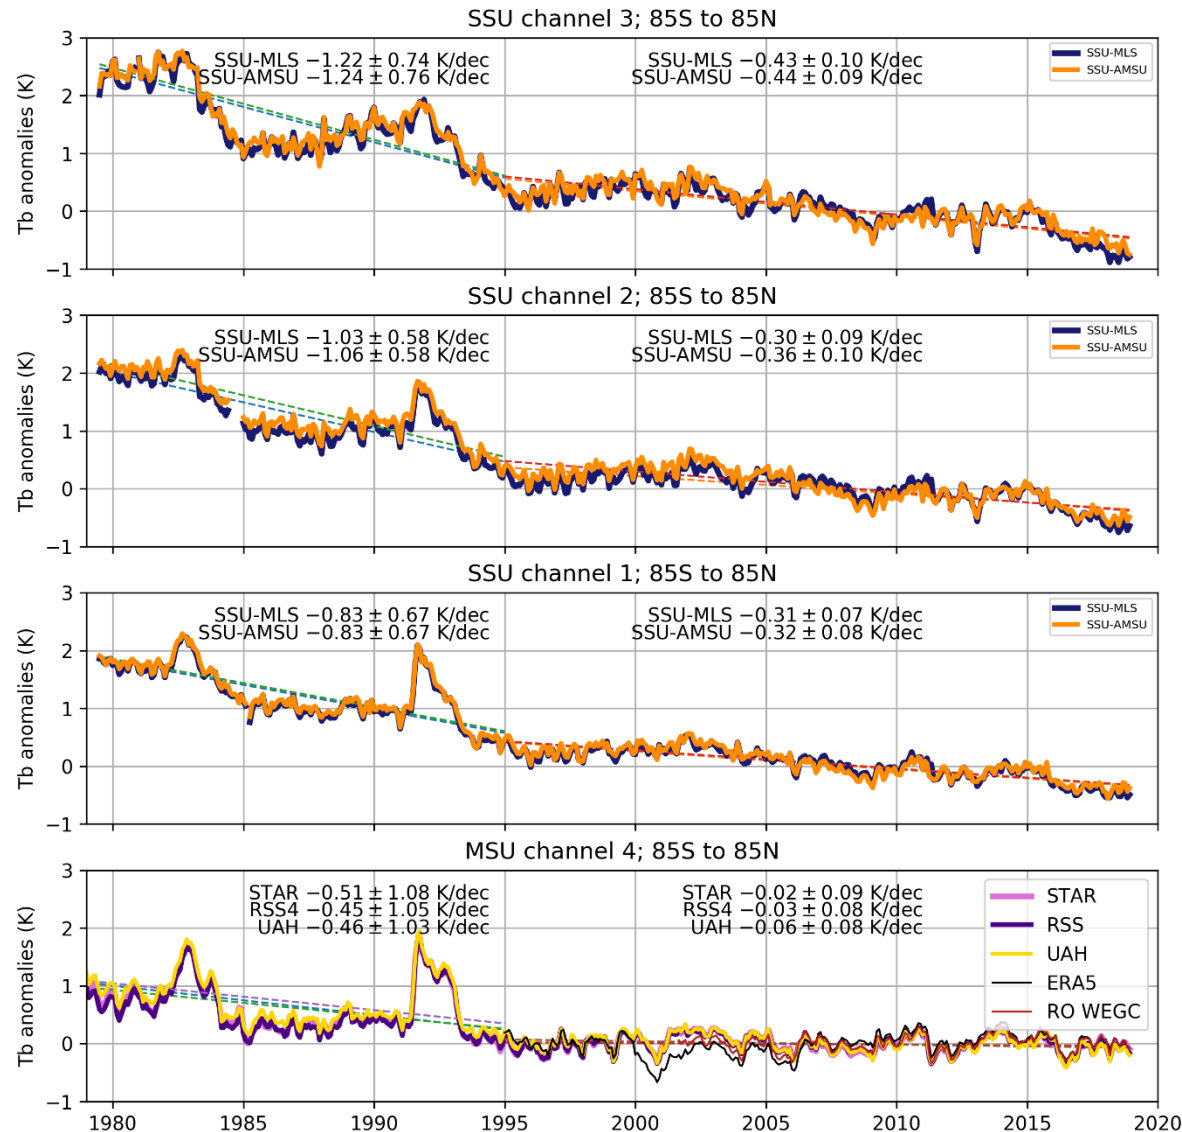 SSU channel 3; 85S to 85N
Tb anomalies (K)
3
2
1
0
−1
SSU-MLS −1.22 ± 0.74 K/dec
SSU-AMSU −1.24 ± 0.76 K/dec
SSU-MLS −0.43 ± 0.10 K/dec
SSU-AMSU −0.44 ± 0.09 K/dec
SSU-MLS
SSU-AMSU
SSU channel 2; 85S to 85N
Tb anomalies (K)
3
2
1
0
−1
SSU-MLS −1.03 ± 0.58 K/dec
SSU-AMSU −1.06 ± 0.58 K/dec
SSU-MLS −0.30 ± 0.09 K/dec
SSU-AMSU −0.36 ± 0.10 K/dec
SSU-MLS
SSU-AMSU
SSU channel 1; 85S to 85N
Tb anomalies (K)
3
2
1
0
−1
SSU-MLS −0.83 ± 0.67 K/dec
SSU-AMSU −0.83 ± 0.67 K/dec
SSU-MLS −0.31 ± 0.07 K/dec
SSU-AMSU −0.32 ± 0.08 K/dec
SSU-MLS
SSU-AMSU
MSU channel 4; 85S to 85N
Tb anomalies (K)
3
2
1
0
−1
STAR −0.51 ± 1.08 K/dec
RSS4 −0.45 ± 1.05 K/dec
UAH −0.46 ± 1.03 K/dec
STAR −0.02 ± 0.09 K/dec
RSS4 −0.03 ± 0.08 K/dec
UAH −0.06 ± 0.08 K/dec
STAR
RSS
UAH
ERA5
RO WEGC
1980 1985 1990 1995 2000 2005 2010 2015 2020